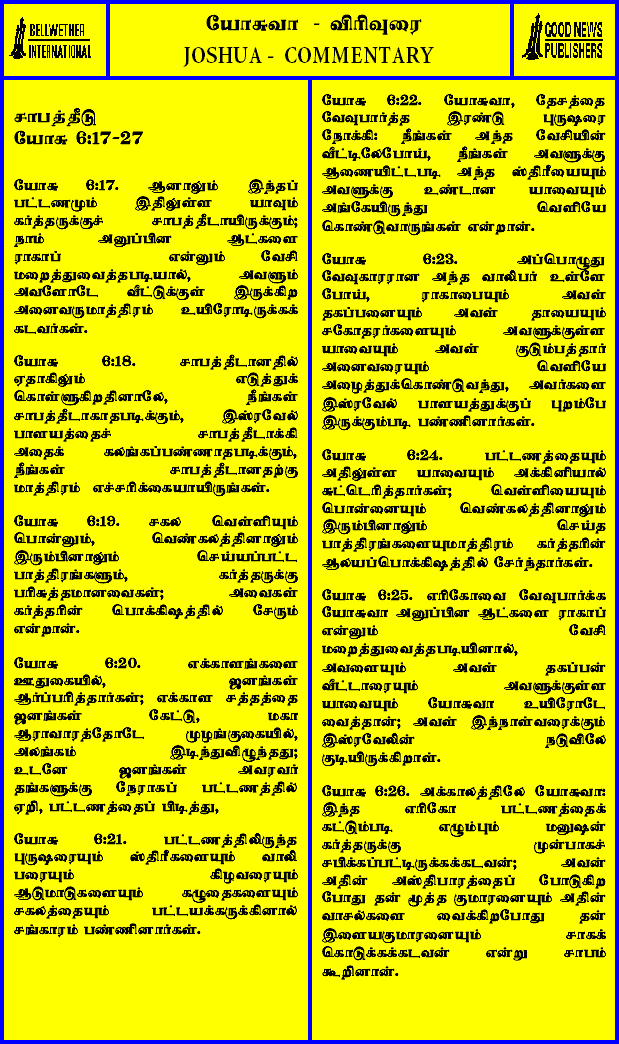 BELLWETHER
INTERNATIONAL
யோசுவா - விரிவுரை
JOSHUA - COMMENTARY
GOOD NEWS
PUBLISHERS
சாபத்தீடு
யோசு 6:17-27
யோசு 6:17. ஆனாலும் இந்தப்
பட்டணமும் இதிலுள்ள யாவும்
கர்த்தருக்குச் சாபத்தீடாயிருக்கும்;
நாம் அனுப்பின ஆட்களை
ராகாப் என்னும் வேசி
மறைத்துவைத்தபடியால், அவளும்
அவளோடே வீட்டுக்குள் இருக்கிற
அனைவருமாத்திரம் உயிரோடிருக்கக்
கடவர்கள்.
யோசு 6:18. சாபத்தீடானதில்
ஏதாகிலும் எடுத்துக்
கொள்ளுகிறதினாலே, நீங்கள்
சாபத்தீடாகாதபடிக்கும், இஸ்ரவேல்
பாளயத்தைச் சாபத்தீடாக்கி
அதைக் கலங்கப்பண்ணாதபடிக்கும்,
நீங்கள் சாபத்தீடானதற்கு
மாத்திரம் எச்சரிக்கையாயிருங்கள்.
யோசு 6:19. சகல வெள்ளியும்
பொன்னும், வெண்கலத்தினாலும்
இரும்பினாலும் செய்யப்பட்ட
பாத்திரங்களும், கர்த்தருக்கு
பரிசுத்தமானவைகள்; அவைகள்
கர்த்தரின் பொக்கிஷத்தில் சேரும்
என்றான்.
யோசு 6:20. எக்காளங்களை
ஊதுகையில், ஜனங்கள்
ஆர்ப்பரித்தார்கள்; எக்காள சத்தத்தை
ஜனங்கள் கேட்டு, மகா
ஆரவாரத்தோடே முழங்குகையில்,
அலங்கம் இடிந்துவிழுந்தது;
உடனே ஜனங்கள் அவரவர்
தங்களுக்கு நேராகப் பட்டணத்தில்
ஏறி, பட்டணத்தைப் பிடித்து,
யோசு 6:21. பட்டணத்திலிருந்த
புருஷரையும் ஸ்திரீகளையும் வாலி
பரையும் கிழவரையும்
ஆடுமாடுகளையும் கழுதைகளையும்
சகலத்தையும் பட்டயக்கருக்கினால்
சங்காரம் பண்ணினார்கள்.
யோசு 6:22. யோசுவா, தேசத்தை
வேவுபார்த்த இரண்டு புருஷரை
நோக்கி: நீங்கள் அந்த வேசியின்
வீட்டிலேபோய், நீங்கள் அவளுக்கு
ஆணையிட்டபடி அந்த ஸ்திரீயையும்
அவளுக்கு உண்டான யாவையும்
அங்கேயிருந்து வெளியே
கொண்டுவாருங்கள் என்றான்.
யோசு 6:23. அப்பொழுது
வேவுகாரரான அந்த வாலிபர் உள்ளே
போய், ராகாபையும் அவள்
தகப்பனையும் அவள் தாயையும்
சகோதரர்களையும் அவளுக்குள்ள
யாவையும் அவள் குடும்பத்தார்
அனைவரையும் வெளியே
அழைத்துக்கொண்டுவந்து, அவர்களை
இஸ்ரவேல் பாளயத்துக்குப் புறம்பே
இருக்கும்படி பண்ணினார்கள்.
யோசு 6:24. பட்டணத்தையும்
அதிலுள்ள யாவையும் அக்கினியால்
சுட்டெரித்தார்கள்; வெள்ளியையும்
பொன்னையும் வெண்கலத்தினாலும்
இரும்பினாலும் செய்த
பாத்திரங்களையுமாத்திரம் கர்த்தரின்
ஆலயப்பொக்கிஷத்தில் சேர்ந்தார்கள்.
யோசு 6:25. எரிகோவை வேவுபார்க்க
யோசுவா அனுப்பின ஆட்களை ராகாப்
என்னும் வேசி
மறைத்துவைத்தபடியினால்,
அவளையும் அவள் தகப்பன்
வீட்டாரையும் அவளுக்குள்ள
யாவையும் யோசுவா உயிரோடே
வைத்தான்; அவள் இந்நாள்வரைக்கும்
இஸ்ரவேலின் நடுவிலே
குடியிருக்கிறாள்.
யோசு 6:26. அக்காலத்திலே யோசுவா:
இந்த எரிகோ பட்டணத்தைக்
கட்டும்படி எழும்பும் மனுஷன்
கர்த்தருக்கு முன்பாகச்
சபிக்கப்பட்டிருக்கக்கடவன்; அவன்
அதின் அஸ்திபாரத்தைப் போடுகிற
போது தன் மூத்த குமாரனையும் அதின்
வாசல்களை வைக்கிறபோது தன்
இளையகுமாரனையும் சாகக்
கொடுக்கக்கடவன் என்று சாபம்
கூறினான்.